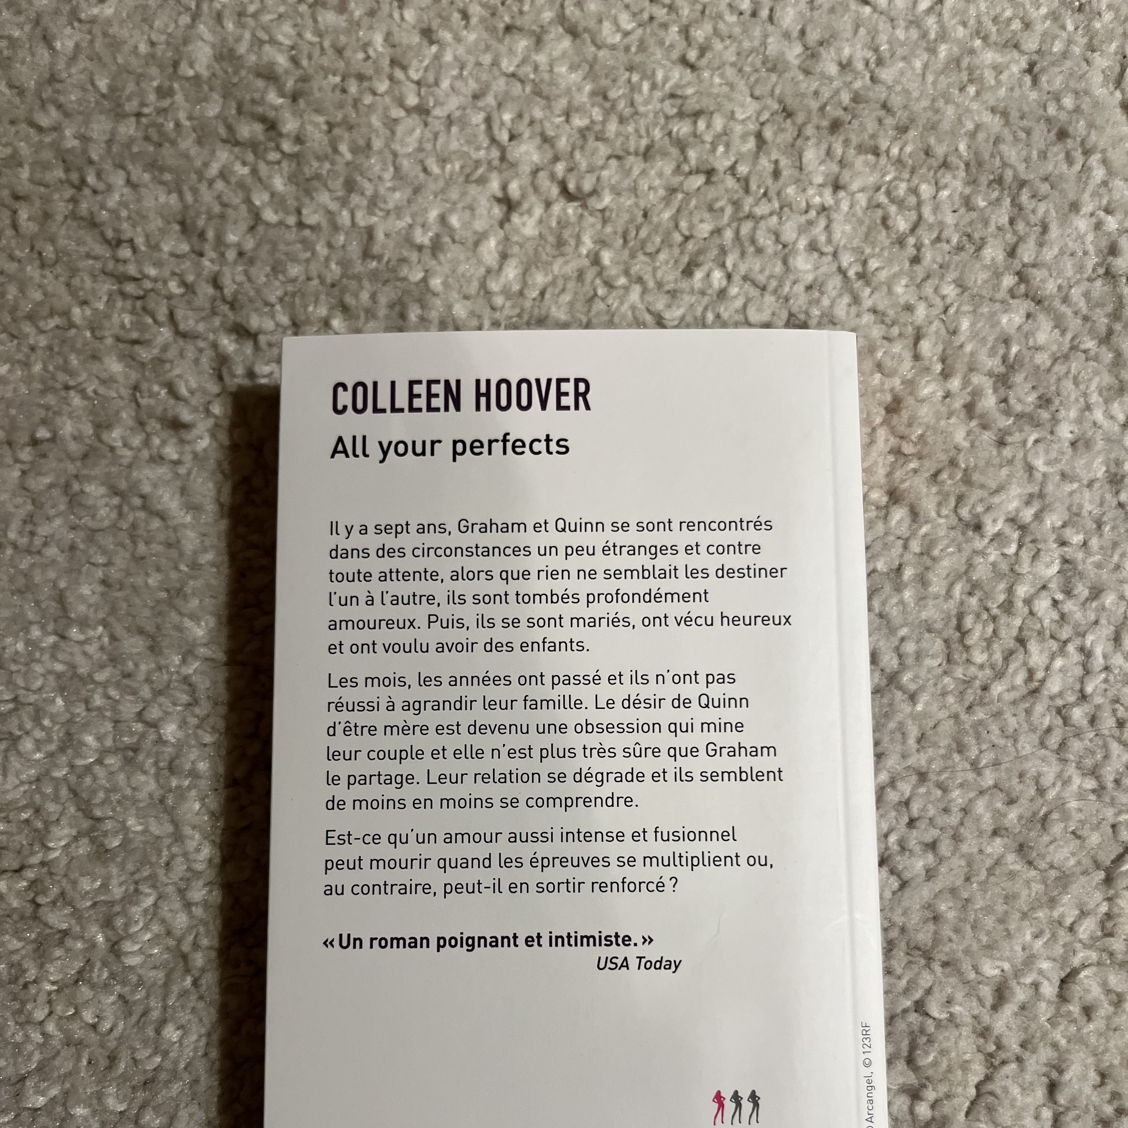 COLLEEN HOOVER
All your perfects
Il y a sept ans, Graham et Quinn se sont rencontrés
dans des circonstances un peu étranges et contre
toute attente, alors que rien ne semblait les destiner
l'un à l'autre, ils sont tombés profondément
amoureux. Puis, ils se sont mariés, ont vécu heureux
et ont voulu avoir des enfants.
Les mois, les années ont passé et ils n'ont pas
réussi à agrandir leur famille. Le désir de Quinn
d'être mère est devenu une obsession qui mine
leur couple et elle n'est plus très sûre que Graham
le partage. Leur relation se dégrade et ils semblent
de moins en moins se comprendre.
Est-ce qu'un amour aussi intense et fusionnel
peut mourir quand les épreuves se multiplient ou,
au contraire, peut-il en sortir renforcé ?
« Un roman poignant et intimiste. »
USA Today
Arcangel, © 123RF